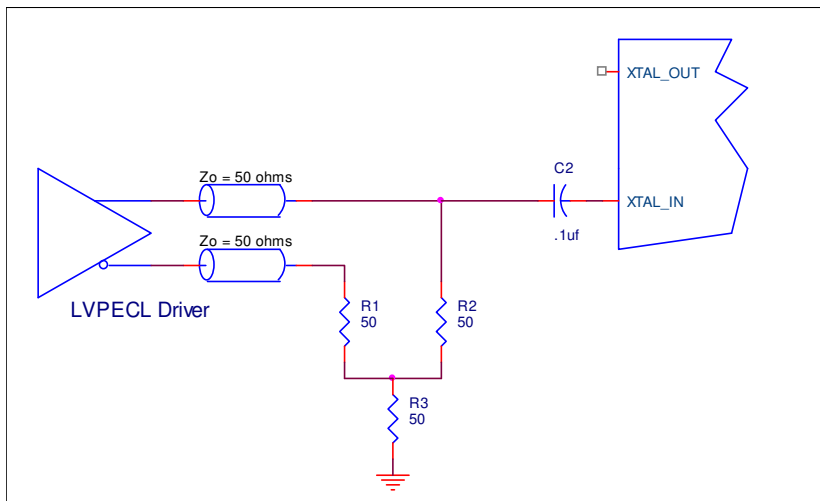 XTAL_OUT
C2
Zo = 50 ohms
XTAL_IN
.1uf
Zo = 50 ohms
LVPECL Driver
R1
50
R2
50
R3
50